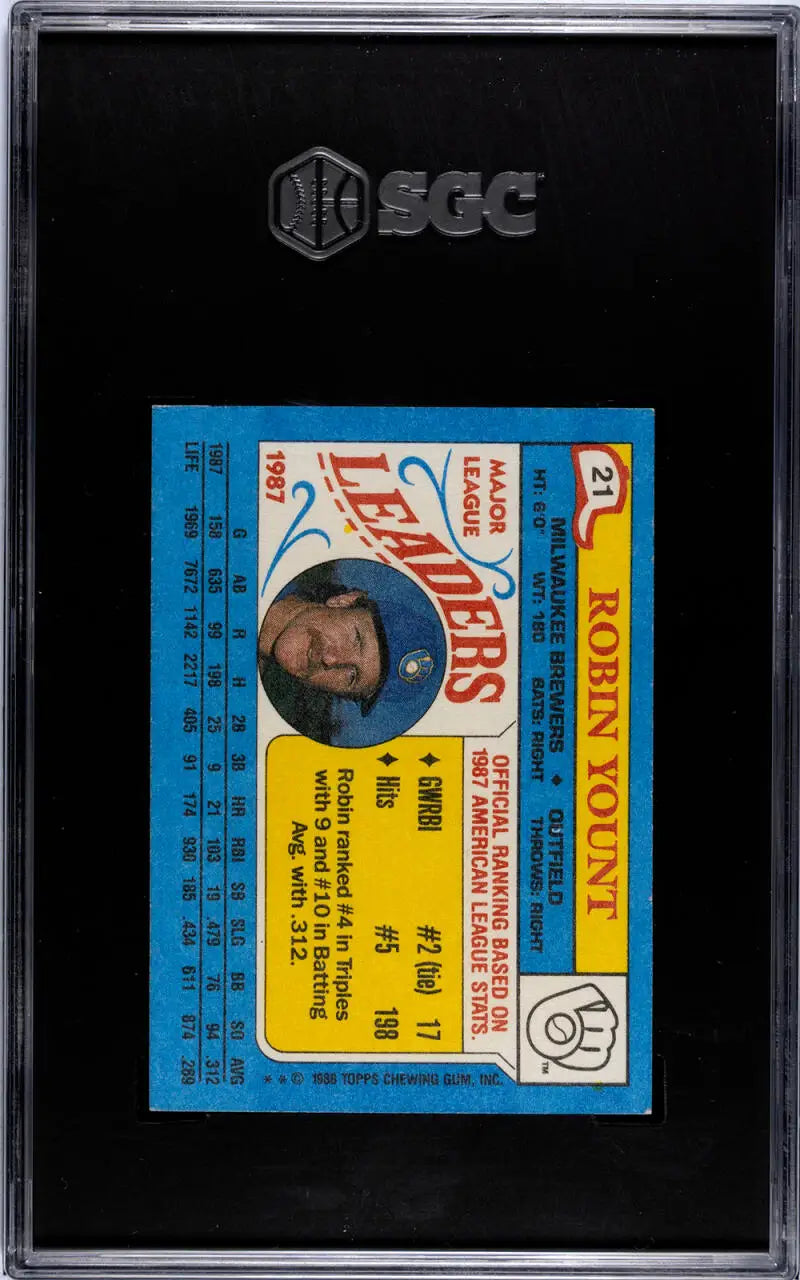 SGC
21
ROBIN YOUNT
MILWAUKEE BREWERS ♦ OUTFIELD
HT: 6'0" WT: 180 BATS: RIGHT THROWS: RIGHT
TM
MAJOR
LEAGUE
LEADERS
1987
OFFICIAL RANKING BASED ON
1987 AMERICAN LEAGUE STATS.
♦ GWRBI #2 (tie) 17
♦ Hits #5 198
Robin ranked #4 in Triples
with 9 and #10 in Batting
Avg. with .312.
* * © 1986 TOPPS CHEWING GUM, INC.
G AB R H 2B 3B HR RBI SB SLG BB SO AVG
1987 158 635 99 198 25 9 21 103 19 .479 76 94 .312
LIFE 1969 7672 1142 2217 405 91 174 930 185 .434 611 874 .289